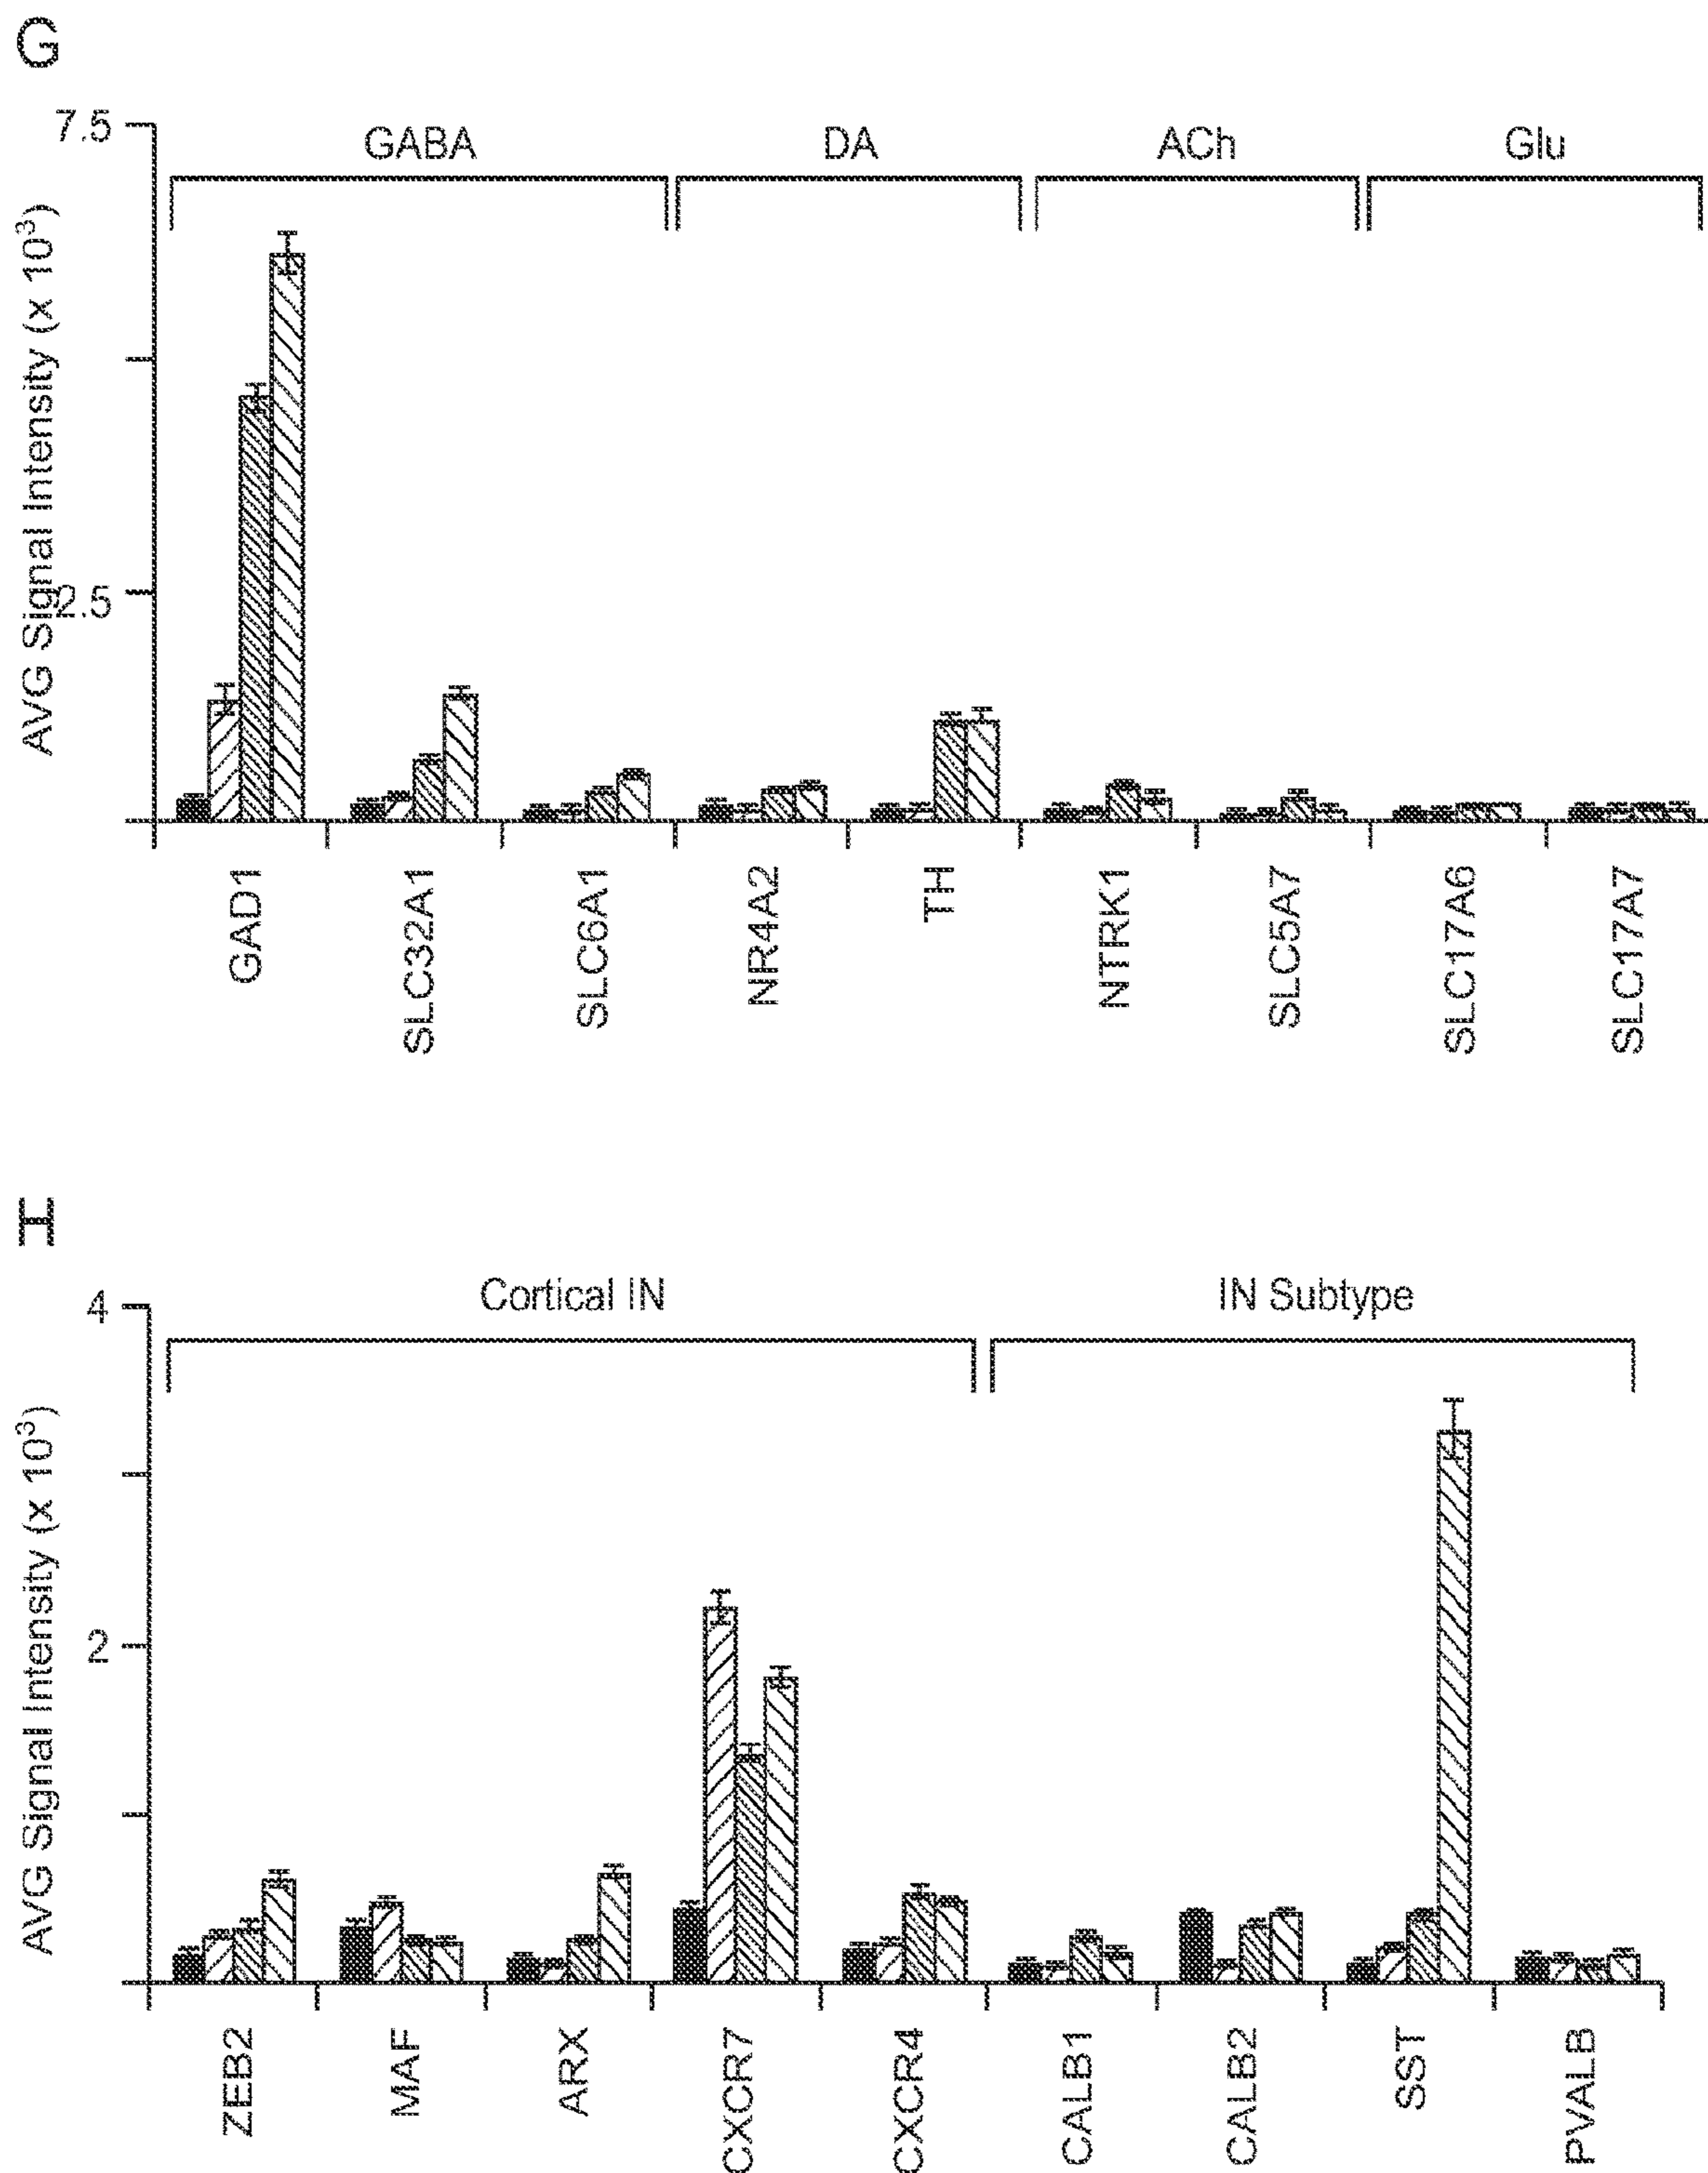 G
7.5
2.5
AVG Signal Intensity (x 10³)
GABA
DA
ACh
Glu
GAD1
SLC32A1
SLC6A1
NR4A2
TH
NTRK1
SLC5A7
SLC17A6
SLC17A7
H
4
2
AVG Signal Intensity (x 10³)
Cortical IN
IN Subtype
ZEB2
MAF
ARX
CXCR7
CXCR4
CALB1
CALB2
SST
PVALB